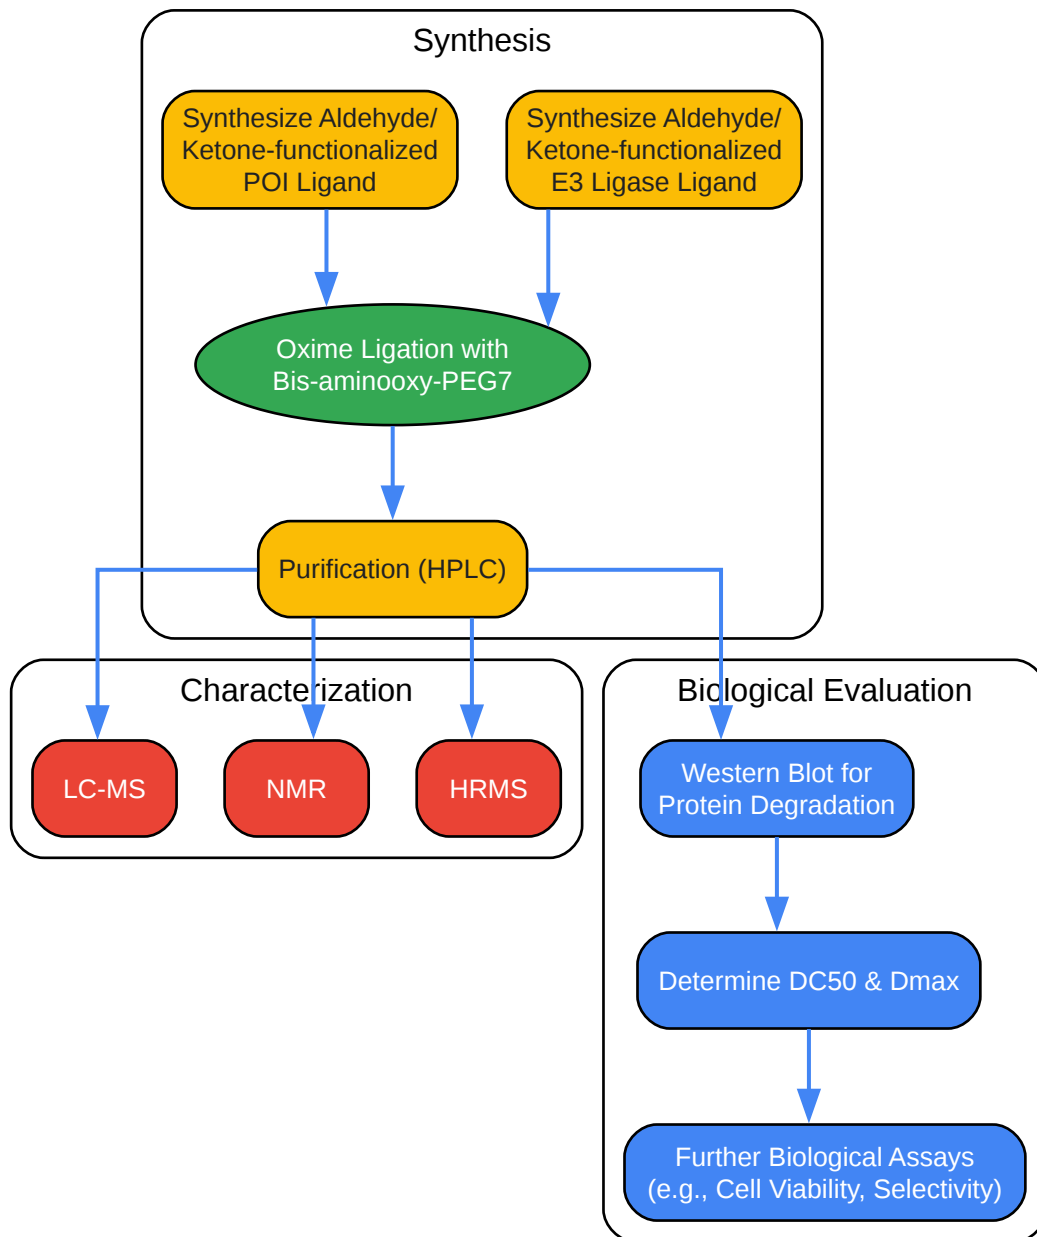 Synthesis
Synthesize Aldehyde/
Ketone-functionalized
POI Ligand
Synthesize Aldehyde/
Ketone-functionalized
E3 Ligase Ligand
Oxime Ligation with
Bis-aminooxy-PEG7
Purification (HPLC)
Characterization
LC-MS
NMR
HRMS
Biological Evaluation
Western Blot for
Protein Degradation
Determine DC50 & Dmax
Further Biological Assays
(e.g., Cell Viability, Selectivity)